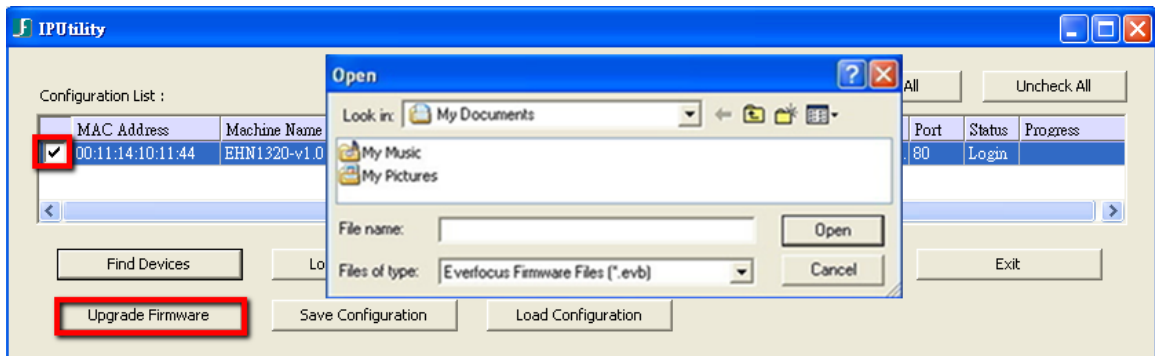 IPUtility
Open
All
Uncheck All
Configuration List :
Look in: My Documents
MAC Address Machine Name Port Status Progress
00:11:14:10:11:44 EHN1320-v1.0 80 Login
My Music
My Pictures
File name: Open
Find Devices Lo Files of type: Everfocus Firmware Files (*.evb) Cancel Exit
Upgrade Firmware Save Configuration Load Configuration